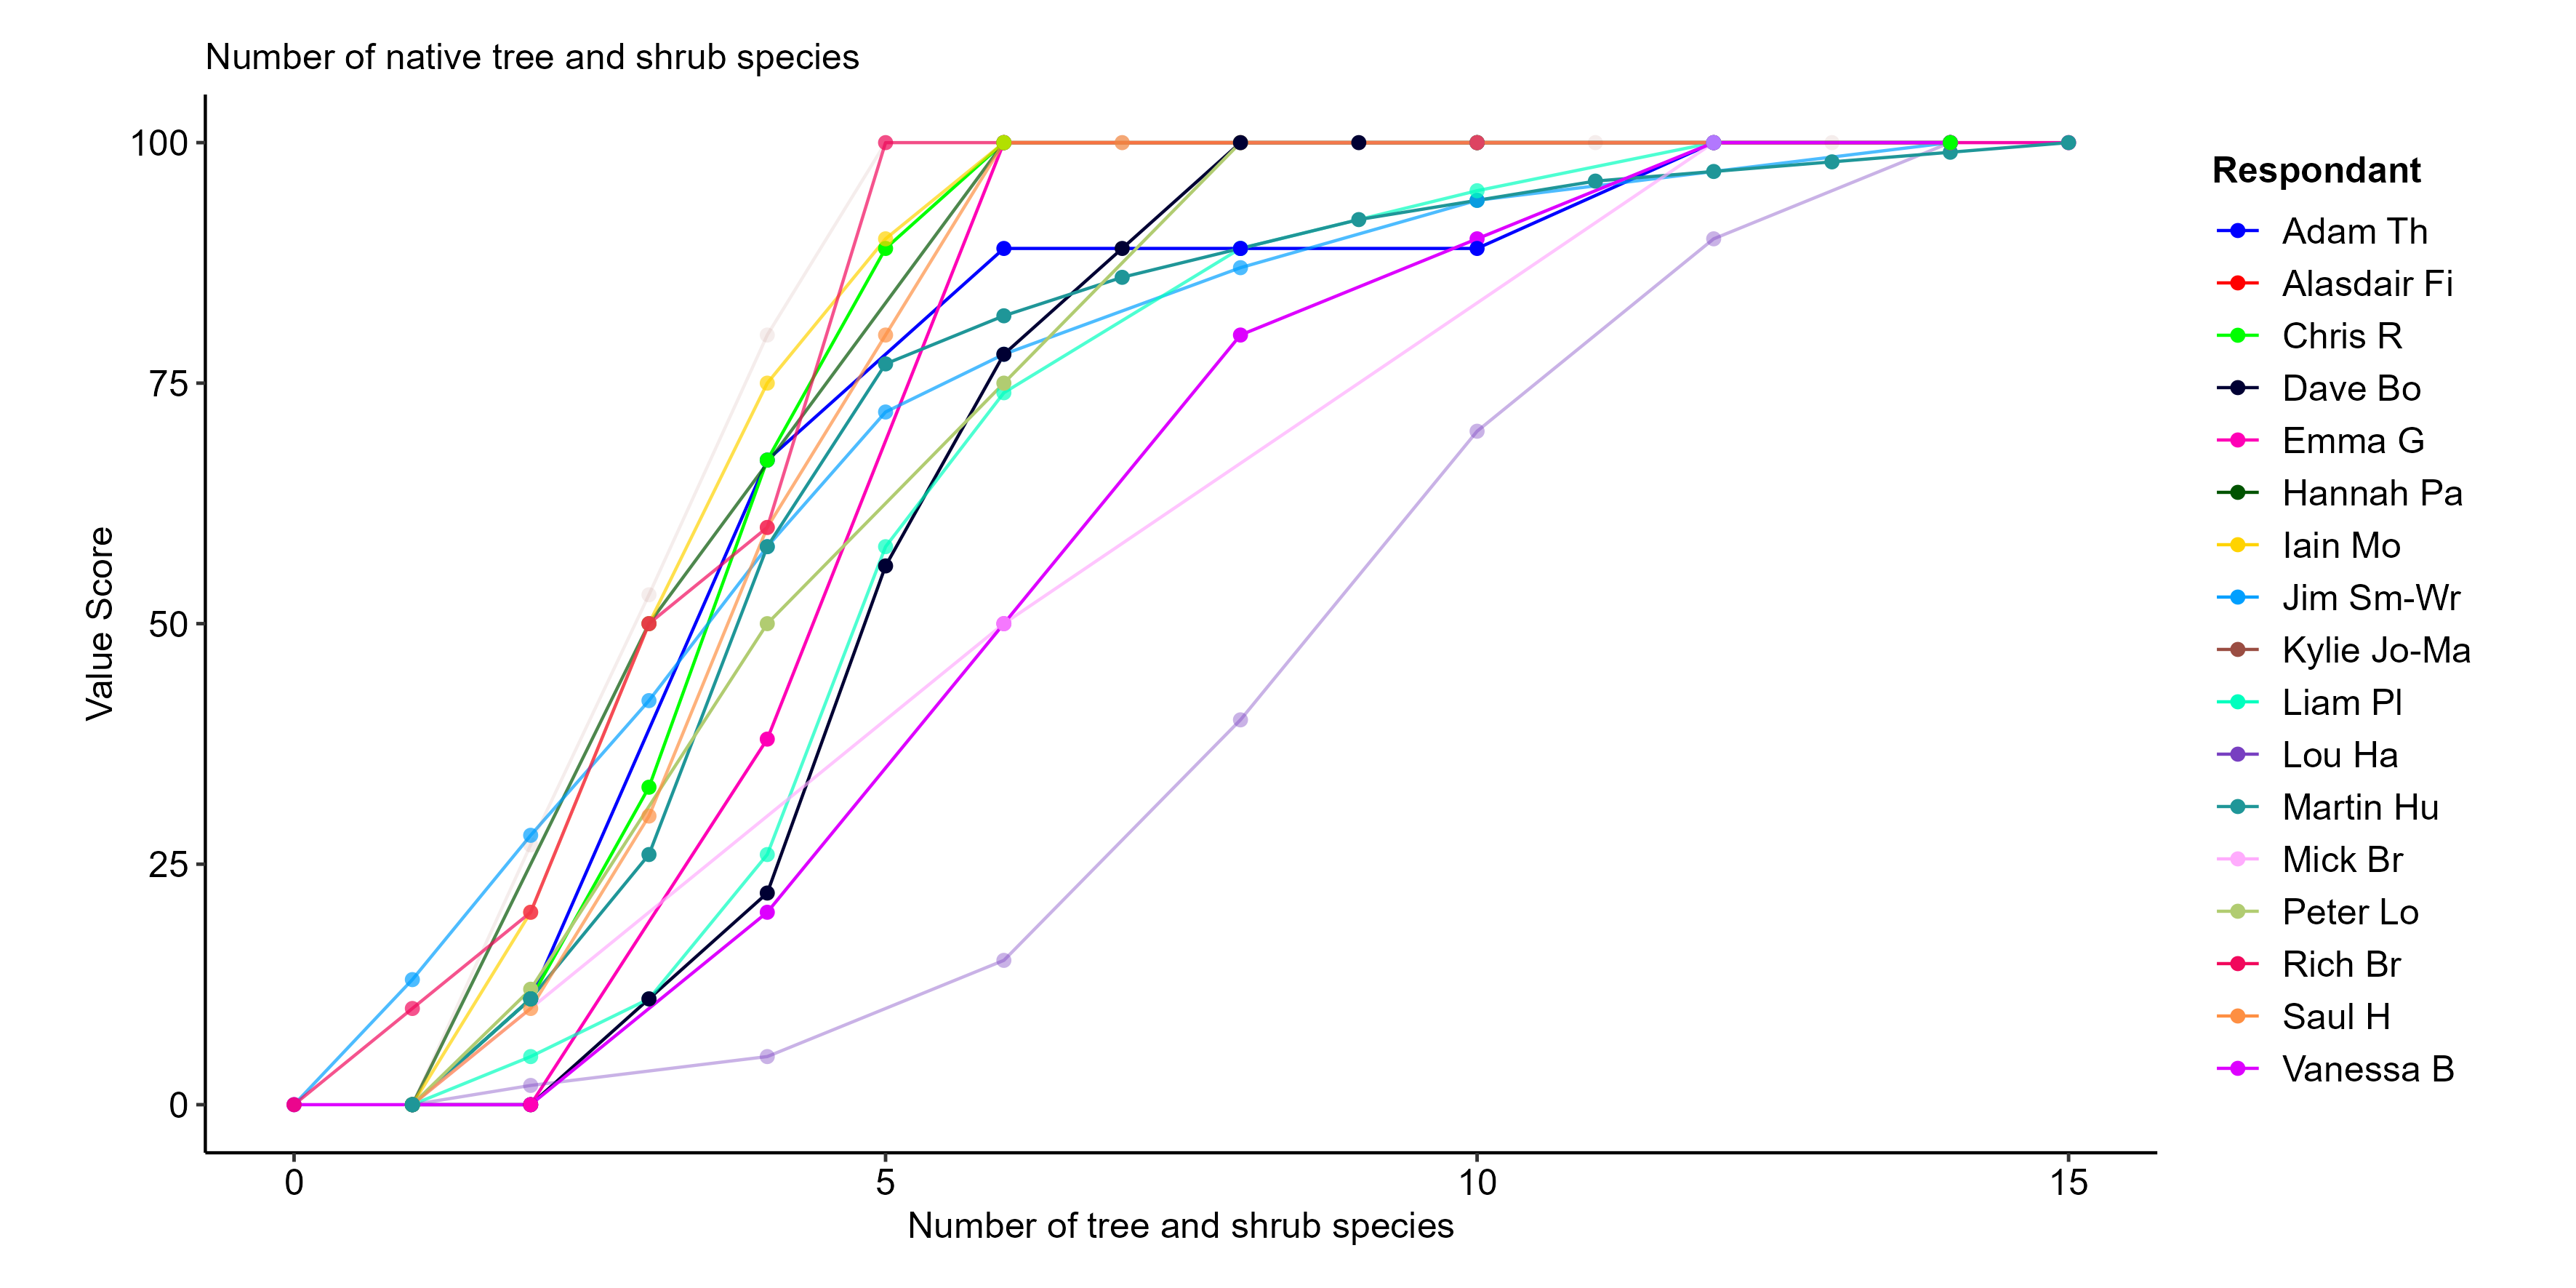 Number of native tree and shrub species
100
75
50
25
0
Value Score
0 5 10 15
Number of tree and shrub species
Respondant
Adam Th
Alasdair Fi
Chris R
Dave Bo
Emma G
Hannah Pa
Iain Mo
Jim Sm-Wr
Kylie Jo-Ma
Liam Pl
Lou Ha
Martin Hu
Mick Br
Peter Lo
Rich Br
Saul H
Vanessa B